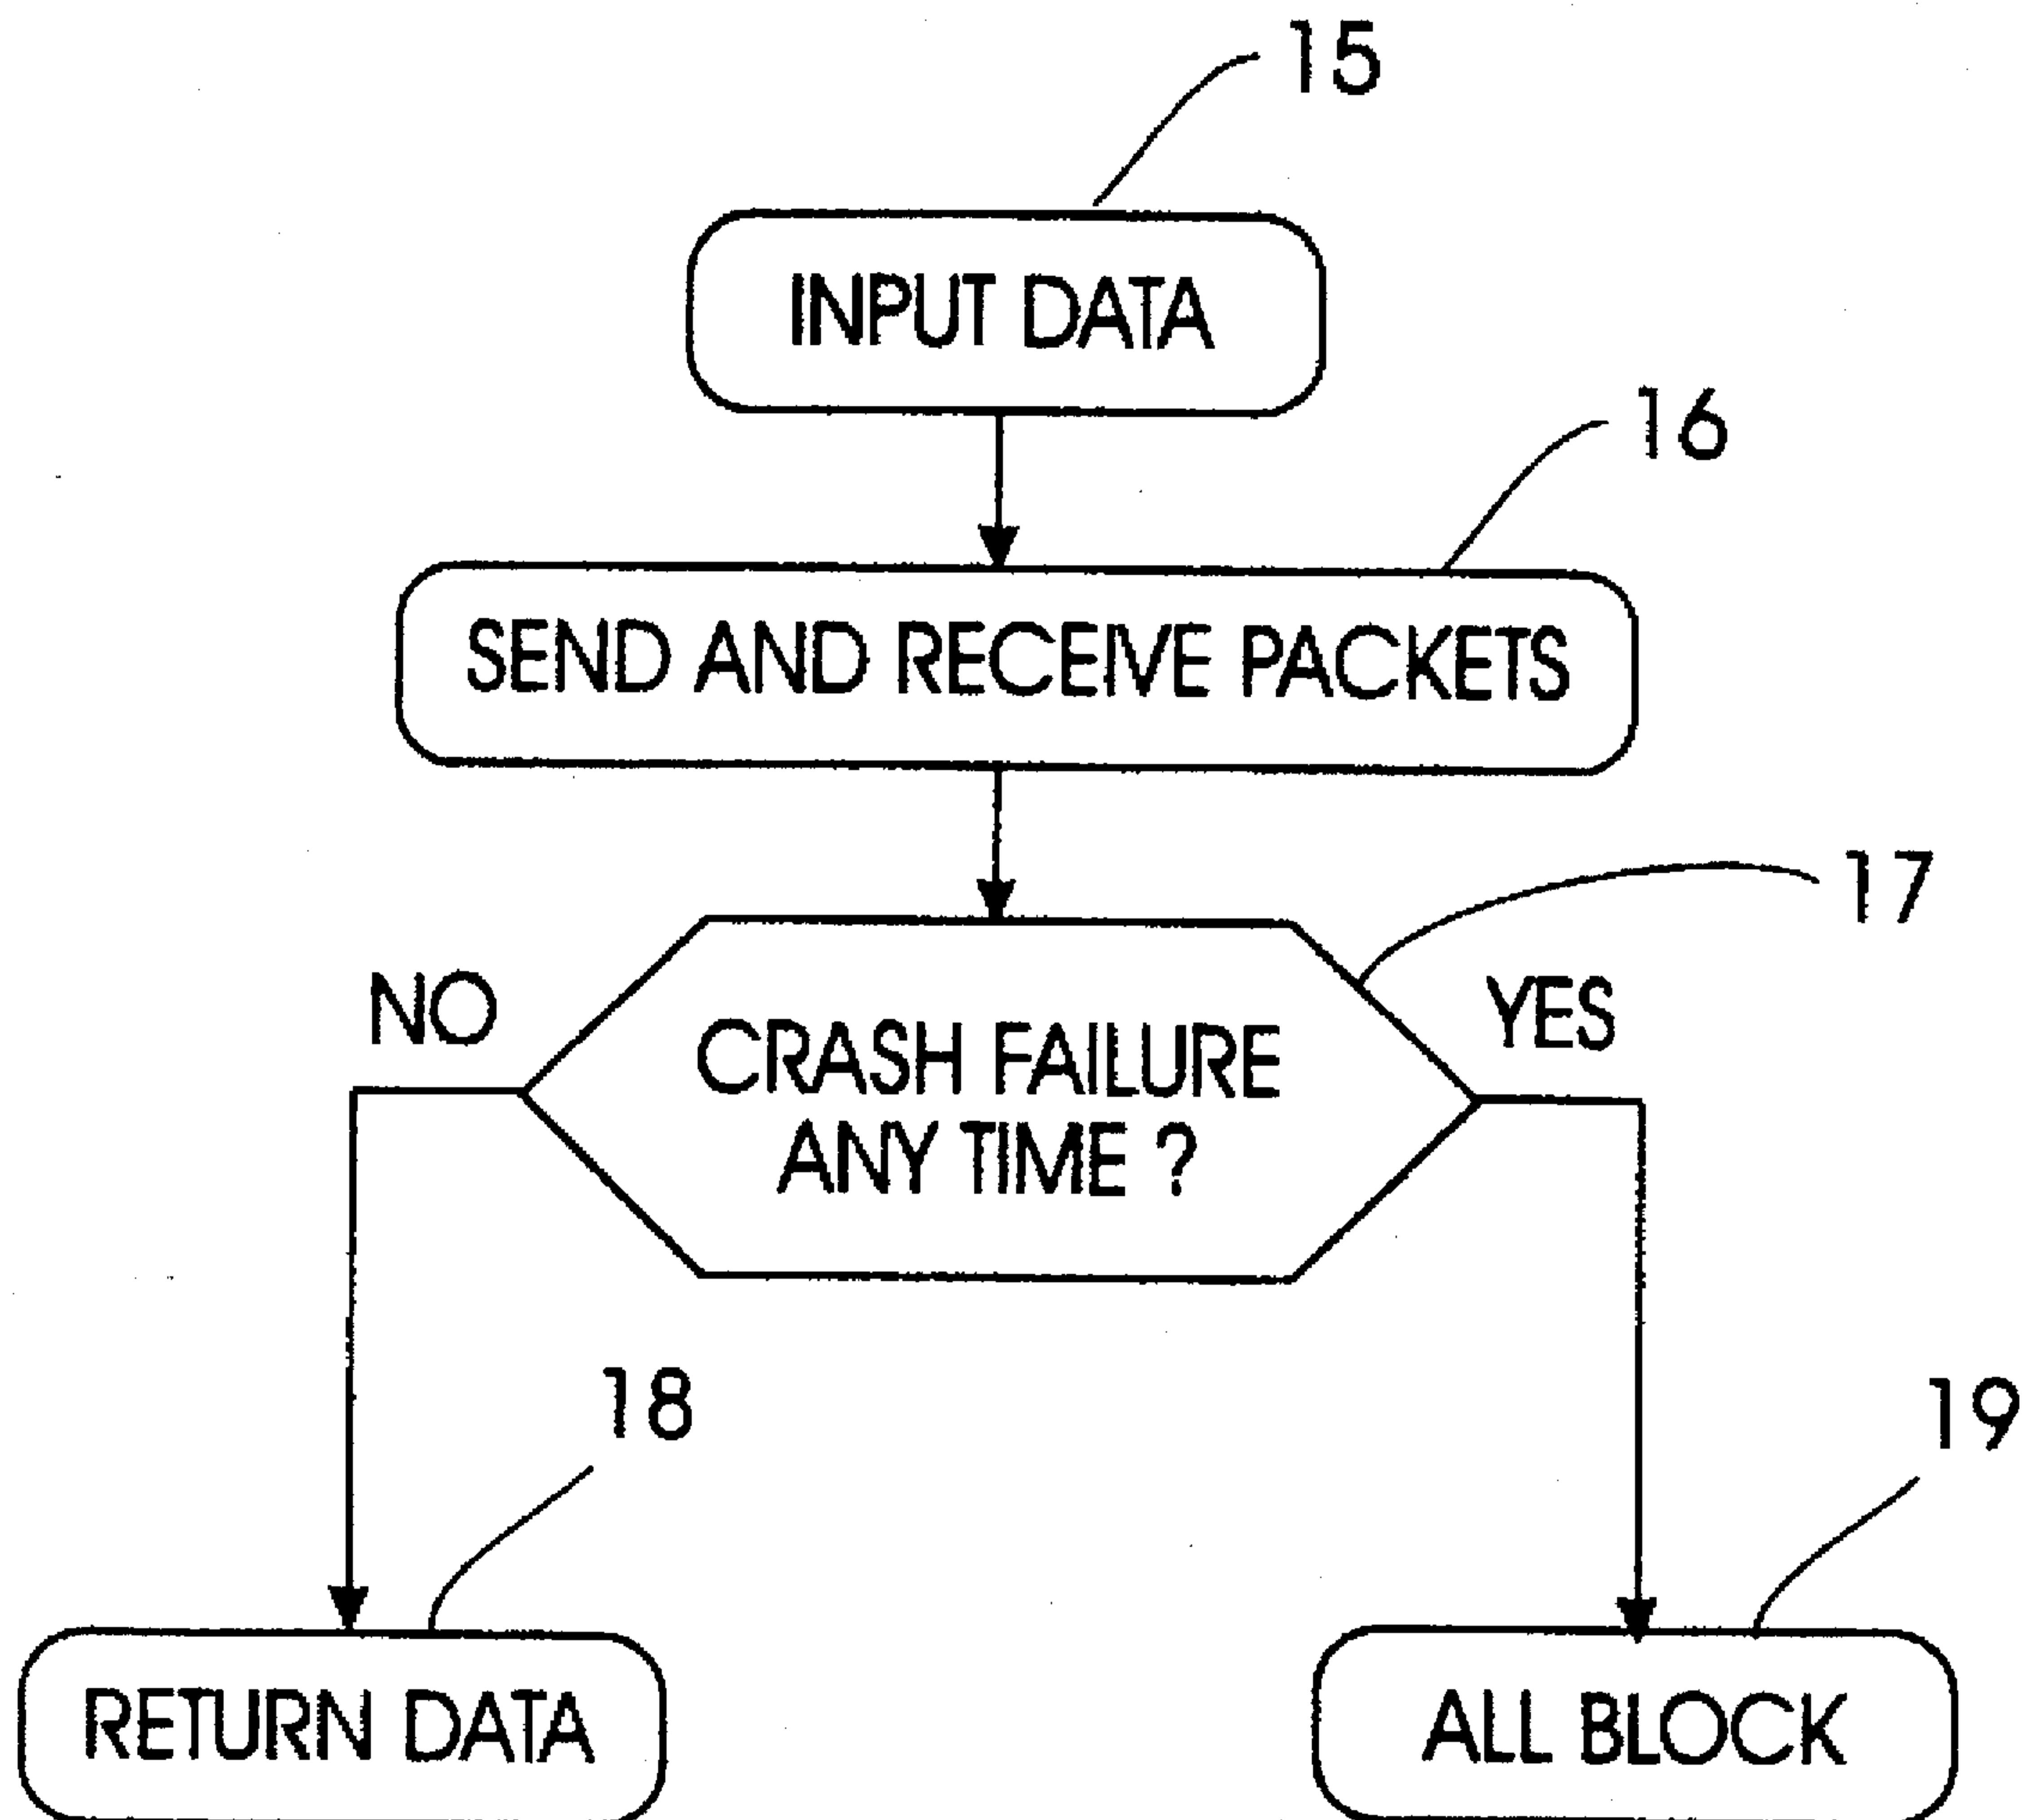 15
INPUT DATA
16
SEND AND RECEIVE PACKETS
17
NO
YES
CRASH FAILURE
ANY TIME ?
18
19
RETURN DATA
ALL BLOCK